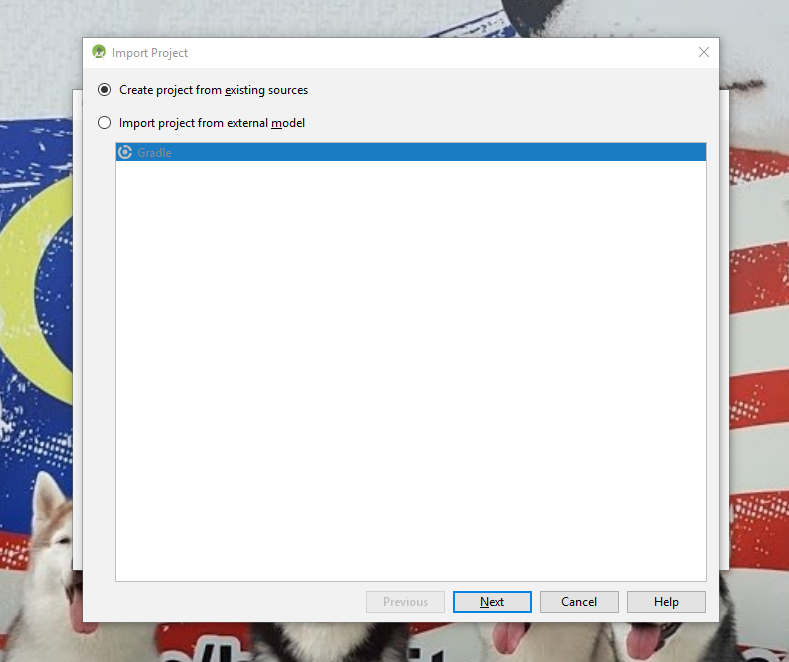 Import Project
Create project from existing sources
Import project from external model
Gradle
Previous
Next
Cancel
Help